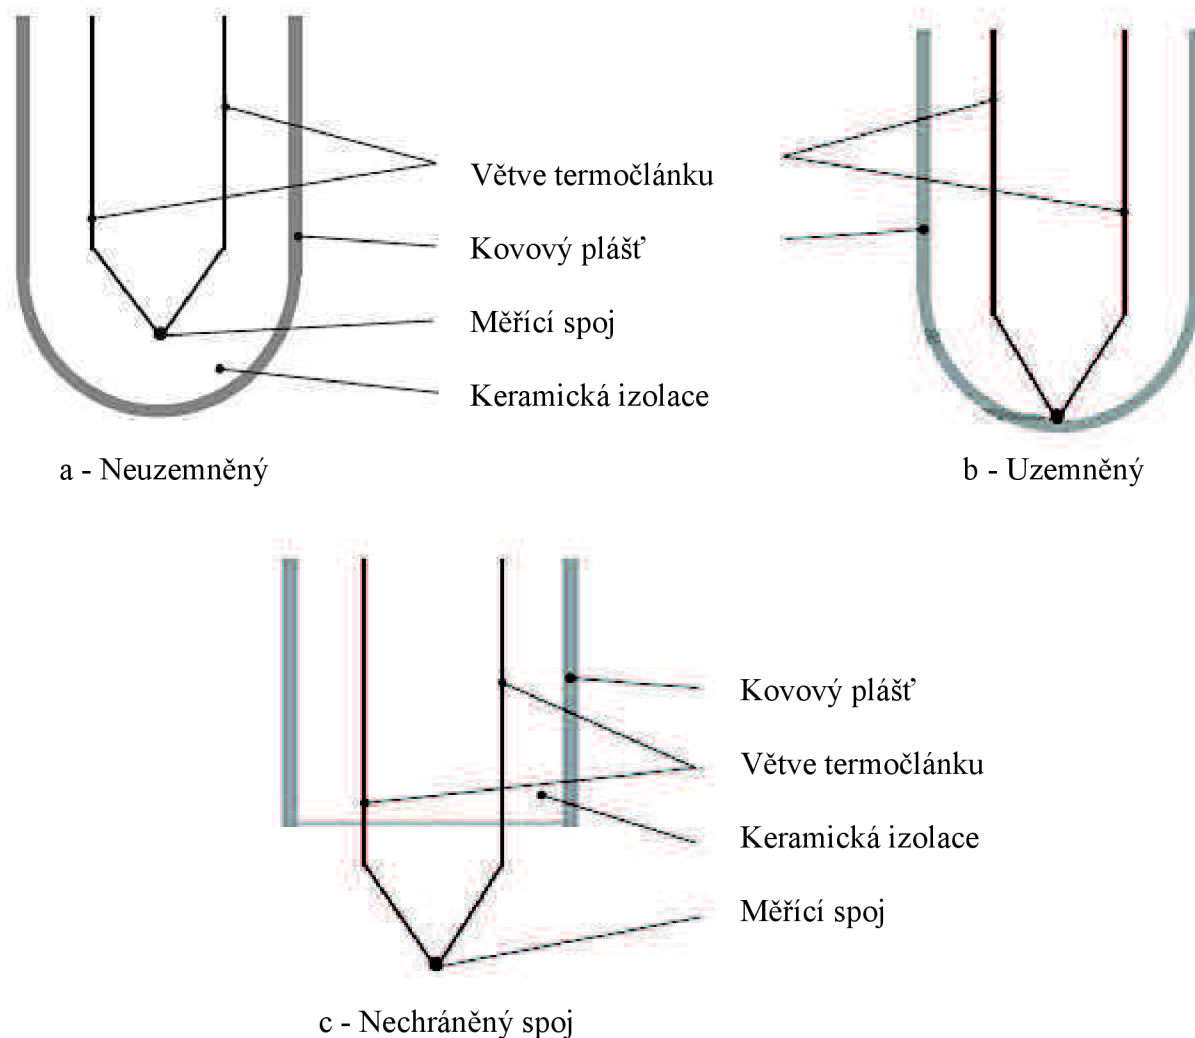 Větve termočlánku
Kovový plášť
Měřící spoj
Keramická izolace
a - Neuzemněný
b - Uzemněný
Kovový plášť
Větve termočlánku
Keramická izolace
Měřící spoj
c - Nechráněný spoj